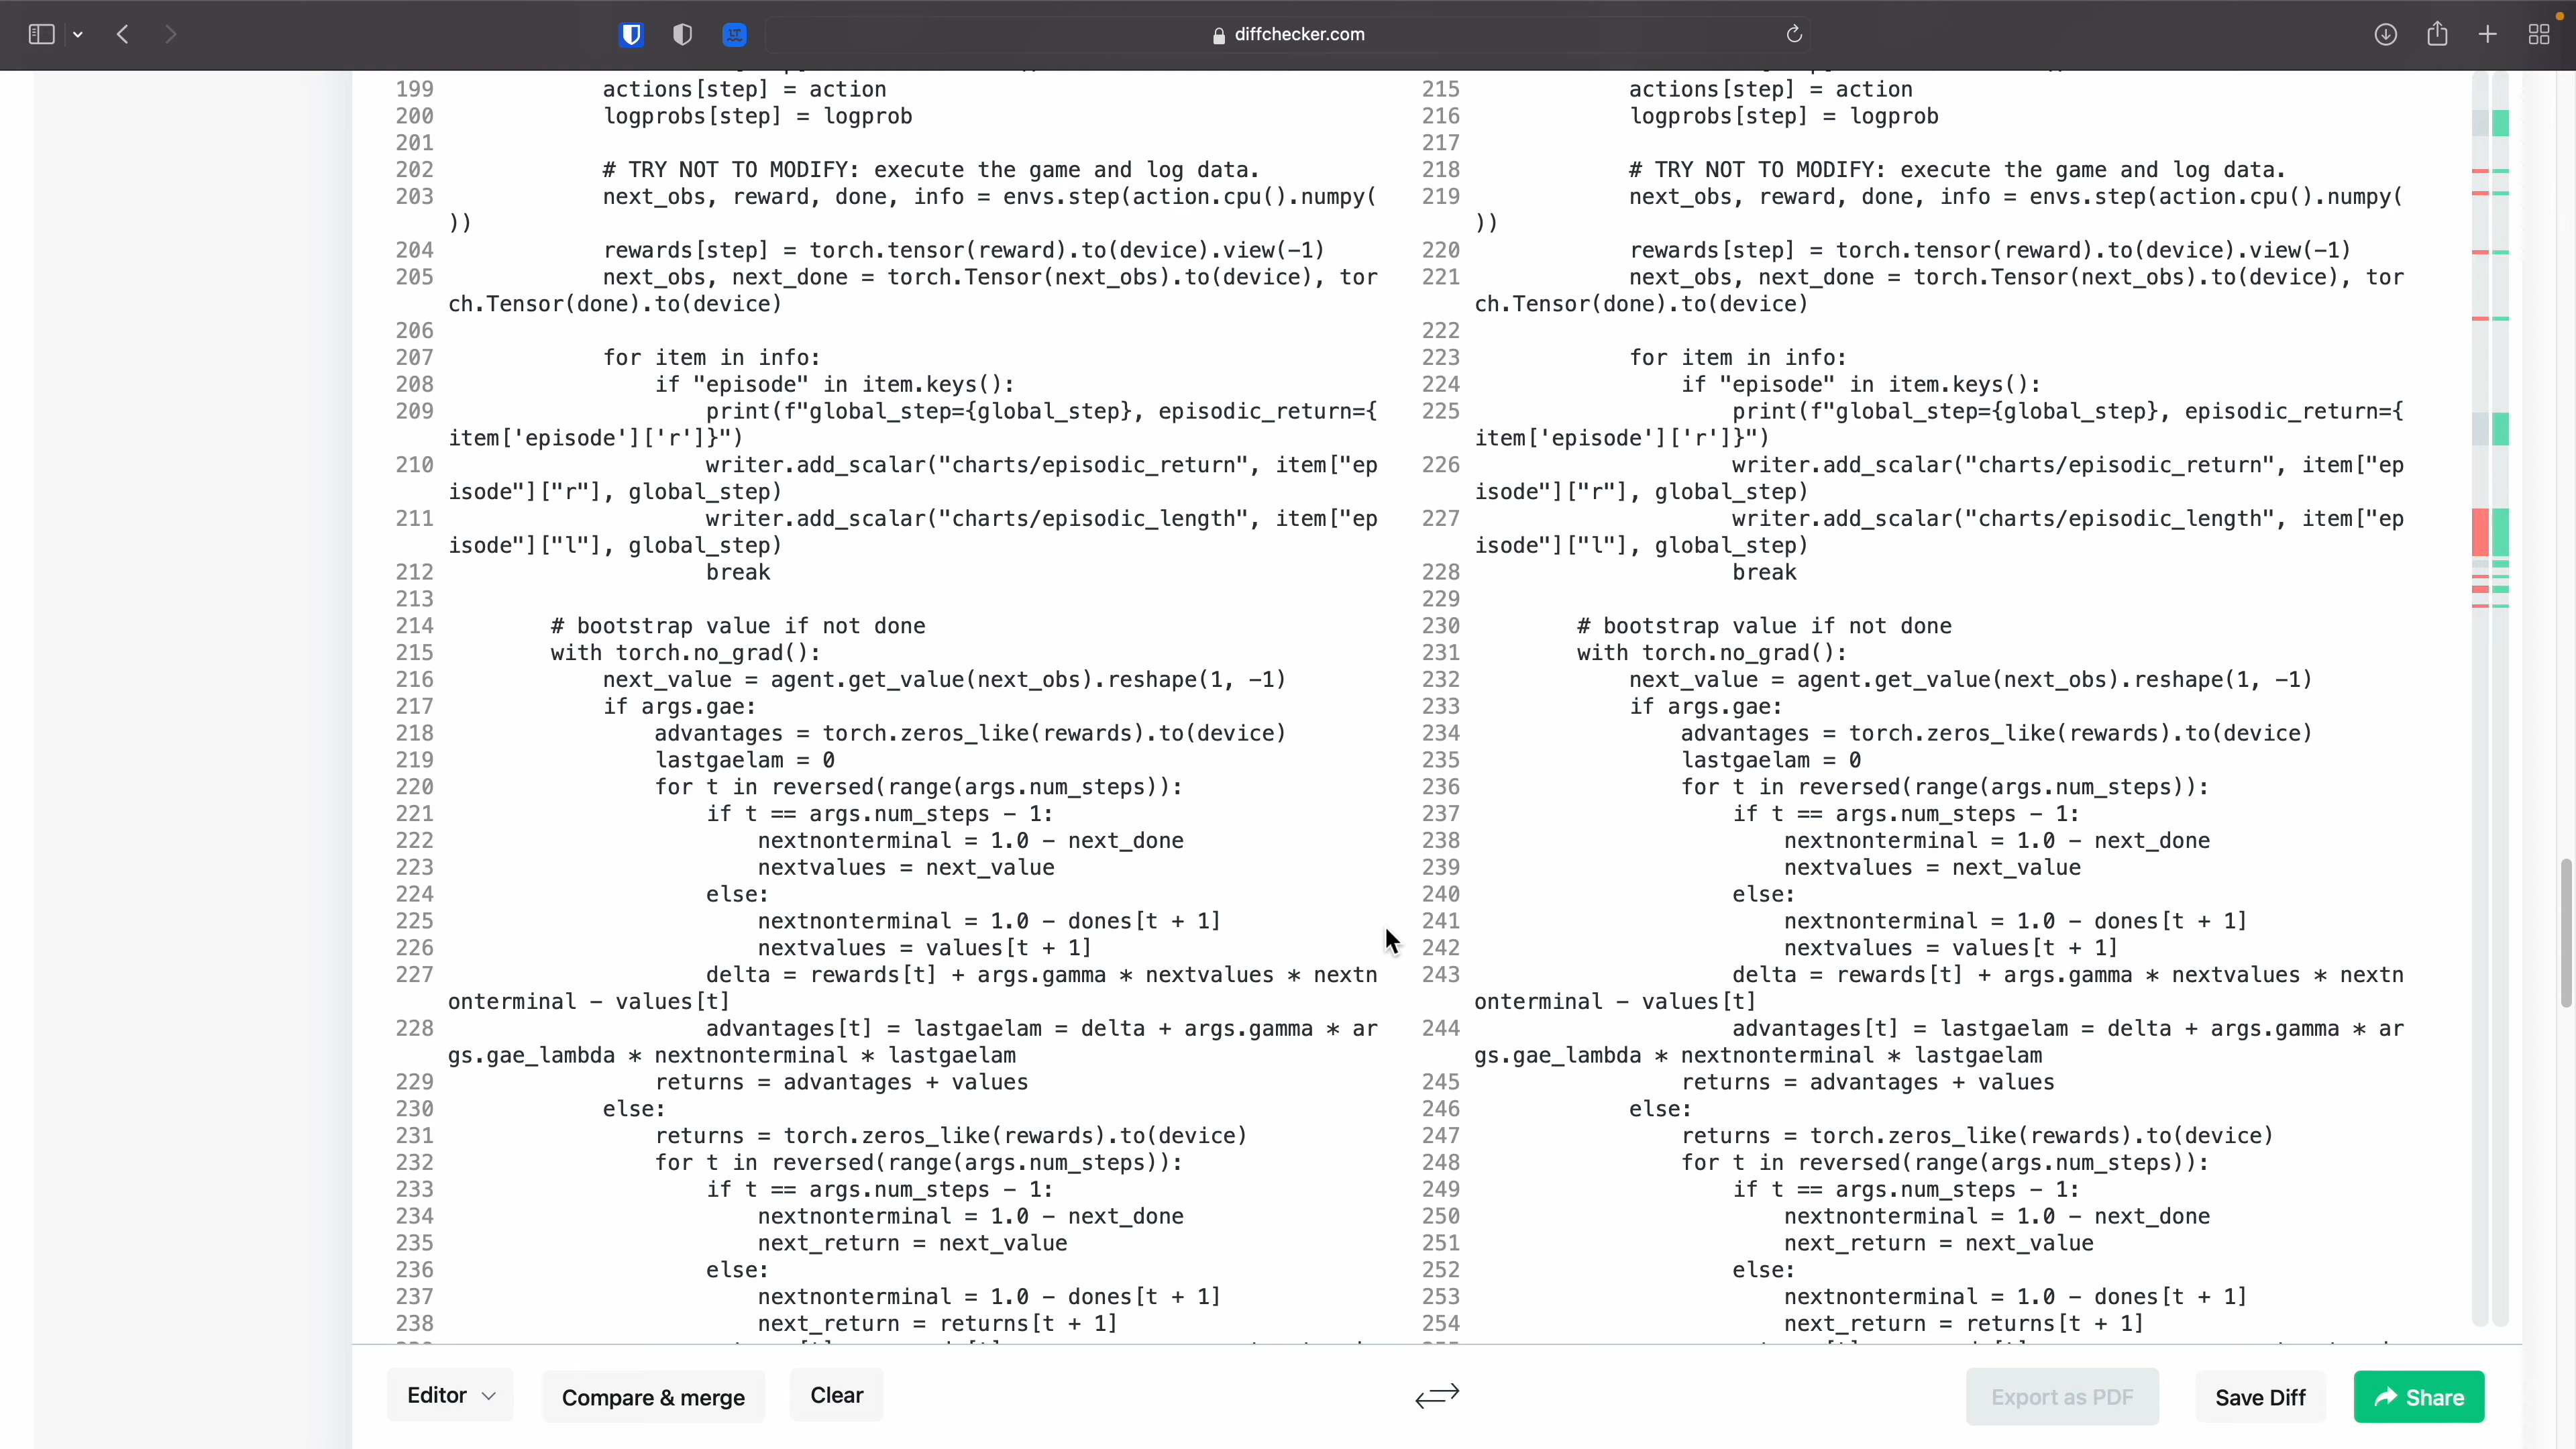 diffchecker.com
199 actions[step] = action
200 logprobs[step] = logprob
201
202 # TRY NOT TO MODIFY: execute the game and log data.
203 next_obs, reward, done, info = envs.step(action.cpu().numpy(
))
204 rewards[step] = torch.tensor(reward).to(device).view(-1)
205 next_obs, next_done = torch.Tensor(next_obs).to(device), tor
ch.Tensor(done).to(device)
206
207 for item in info:
208 if "episode" in item.keys():
209 print(f"global_step={global_step}, episodic_return={
item['episode']['r']}")
210 writer.add_scalar("charts/episodic_return", item["ep
isode"]["r"], global_step)
211 writer.add_scalar("charts/episodic_length", item["ep
isode"]["l"], global_step)
212 break
213
214 # bootstrap value if not done
215 with torch.no_grad():
216 next_value = agent.get_value(next_obs).reshape(1, -1)
217 if args.gae:
218 advantages = torch.zeros_like(rewards).to(device)
219 lastgaelam = 0
220 for t in reversed(range(args.num_steps)):
221 if t == args.num_steps - 1:
222 nextnonterminal = 1.0 - next_done
223 nextvalues = next_value
224 else:
225 nextnonterminal = 1.0 - dones[t + 1]
226 nextvalues = values[t + 1]
227 delta = rewards[t] + args.gamma * nextvalues * nextn
onterminal - values[t]
228 advantages[t] = lastgaelam = delta + args.gamma * ar
gs.gae_lambda * nextnonterminal * lastgaelam
229 returns = advantages + values
230 else:
231 returns = torch.zeros_like(rewards).to(device)
232 for t in reversed(range(args.num_steps)):
233 if t == args.num_steps - 1:
234 nextnonterminal = 1.0 - next_done
235 next_return = next_value
236 else:
237 nextnonterminal = 1.0 - dones[t + 1]
238 next_return = returns[t + 1]
215 actions[step] = action
216 logprobs[step] = logprob
217
218 # TRY NOT TO MODIFY: execute the game and log data.
219 next_obs, reward, done, info = envs.step(action.cpu().numpy(
))
220 rewards[step] = torch.tensor(reward).to(device).view(-1)
221 next_obs, next_done = torch.Tensor(next_obs).to(device), tor
ch.Tensor(done).to(device)
222
223 for item in info:
224 if "episode" in item.keys():
225 print(f"global_step={global_step}, episodic_return={
item['episode']['r']}")
226 writer.add_scalar("charts/episodic_return", item["ep
isode"]["r"], global_step)
227 writer.add_scalar("charts/episodic_length", item["ep
isode"]["l"], global_step)
228 break
229
230 # bootstrap value if not done
231 with torch.no_grad():
232 next_value = agent.get_value(next_obs).reshape(1, -1)
233 if args.gae:
234 advantages = torch.zeros_like(rewards).to(device)
235 lastgaelam = 0
236 for t in reversed(range(args.num_steps)):
237 if t == args.num_steps - 1:
238 nextnonterminal = 1.0 - next_done
239 nextvalues = next_value
240 else:
241 nextnonterminal = 1.0 - dones[t + 1]
242 nextvalues = values[t + 1]
243 delta = rewards[t] + args.gamma * nextvalues * nextn
onterminal - values[t]
244 advantages[t] = lastgaelam = delta + args.gamma * ar
gs.gae_lambda * nextnonterminal * lastgaelam
245 returns = advantages + values
246 else:
247 returns = torch.zeros_like(rewards).to(device)
248 for t in reversed(range(args.num_steps)):
249 if t == args.num_steps - 1:
250 nextnonterminal = 1.0 - next_done
251 next_return = next_value
252 else:
253 nextnonterminal = 1.0 - dones[t + 1]
254 next_return = returns[t + 1]
Editor Compare & merge Clear Export as PDF Save Diff Share